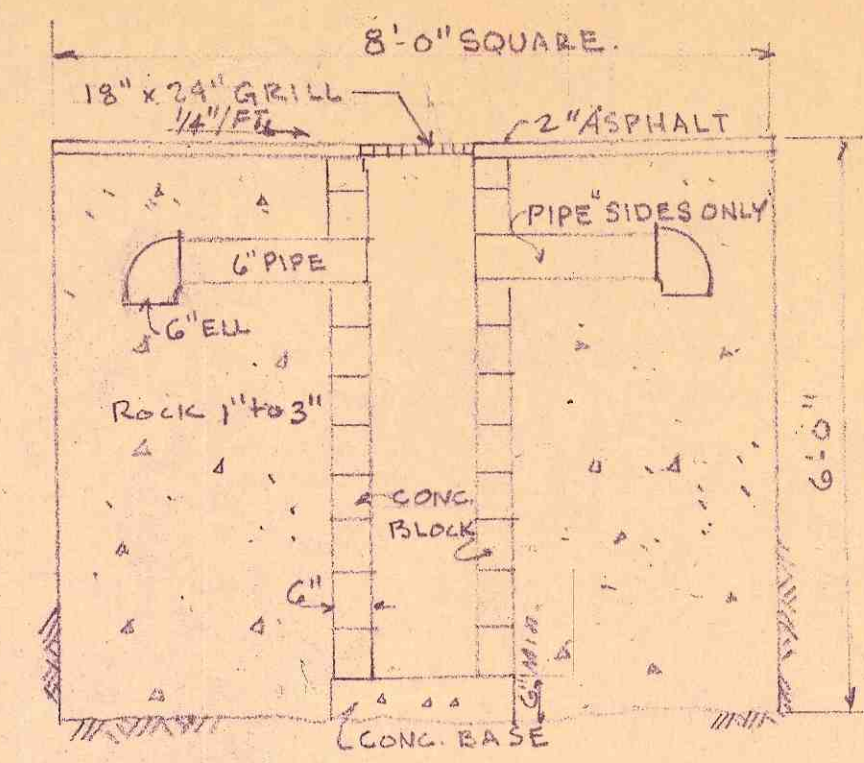 8'-0" SQUARE.
18" x 24" GRILL
1/4"/FT.
2" ASPHALT
PIPE "SIDES ONLY
6" PIPE
6" ELL
ROCK 1" to 3"
6'-0"
CONC.
BLOCK
6"
6" MIN.
CONC. BASE